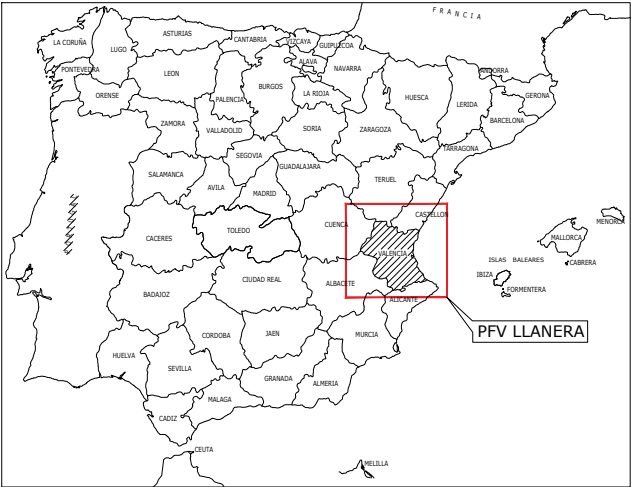 FRANCIA
ASTURIAS
LA CORUÑA
LUGO
CANTABRIA
VIZCAYA
GUIPUZCOA
ALAVA
NAVARRA
PONTEVEDRA
LEON
ANDORRA
ORENSE
PALENCIA
BURGOS
LA RIOJA
HUESCA
LERIDA
GERONA
BARCELONA
ZAMORA
VALLADOLID
SORIA
ZARAGOZA
TARRAGONA
SEGOVIA
GUADALAJARA
SALAMANCA
AVILA
MADRID
TERUEL
CASTELLON
MENORCA
CACERES
TOLEDO
CUENCA
VALENCIA
MALLORCA
ISLAS BALEARES
CABRERA
IBIZA
FORMENTERA
BADAJOZ
CIUDAD REAL
ALBACETE
ALICANTE
PFV LLANERA
CORDOBA
JAEN
MURCIA
HUELVA
SEVILLA
GRANADA
ALMERIA
MALAGA
CADIZ
CEUTA
MELILLA